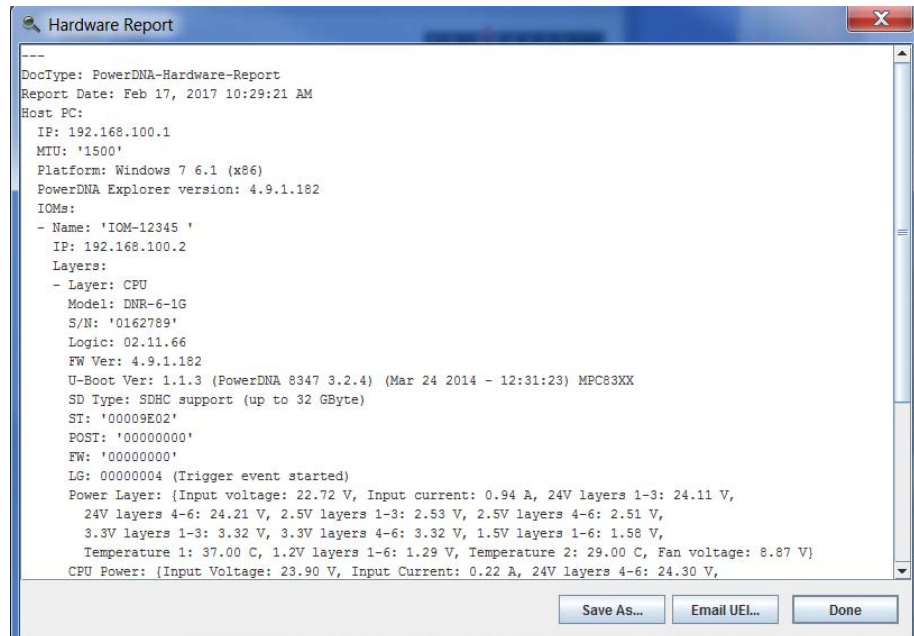 Hardware Report
X
---
DocType: PowerDNA-Hardware-Report
Report Date: Feb 17, 2017 10:29:21 AM
Host PC:
  IP: 192.168.100.1
  MTU: '1500'
  Platform: Windows 7 6.1 (x86)
  PowerDNA Explorer version: 4.9.1.182
  IOMs:
  - Name: 'IOM-12345 '
    IP: 192.168.100.2
    Layers:
    - Layer: CPU
      Model: DNR-6-1G
      S/N: '0162789'
      Logic: 02.11.66
      FW Ver: 4.9.1.182
      U-Boot Ver: 1.1.3 (PowerDNA 8347 3.2.4) (Mar 24 2014 - 12:31:23) MPC83XX
      SD Type: SDHC support (up to 32 GByte)
      ST: '00009E02'
      POST: '00000000'
      FW: '00000000'
      LG: 00000004 (Trigger event started)
      Power Layer: {Input voltage: 22.72 V, Input current: 0.94 A, 24V layers 1-3: 24.11 V,
        24V layers 4-6: 24.21 V, 2.5V layers 1-3: 2.53 V, 2.5V layers 4-6: 2.51 V,
        3.3V layers 1-3: 3.32 V, 3.3V layers 4-6: 3.32 V, 1.5V layers 1-6: 1.58 V,
        Temperature 1: 37.00 C, 1.2V layers 1-6: 1.29 V, Temperature 2: 29.00 C, Fan voltage: 8.87 V}
      CPU Power: {Input Voltage: 23.90 V, Input Current: 0.22 A, 24V layers 4-6: 24.30 V,
Save As... Email UEI... Done